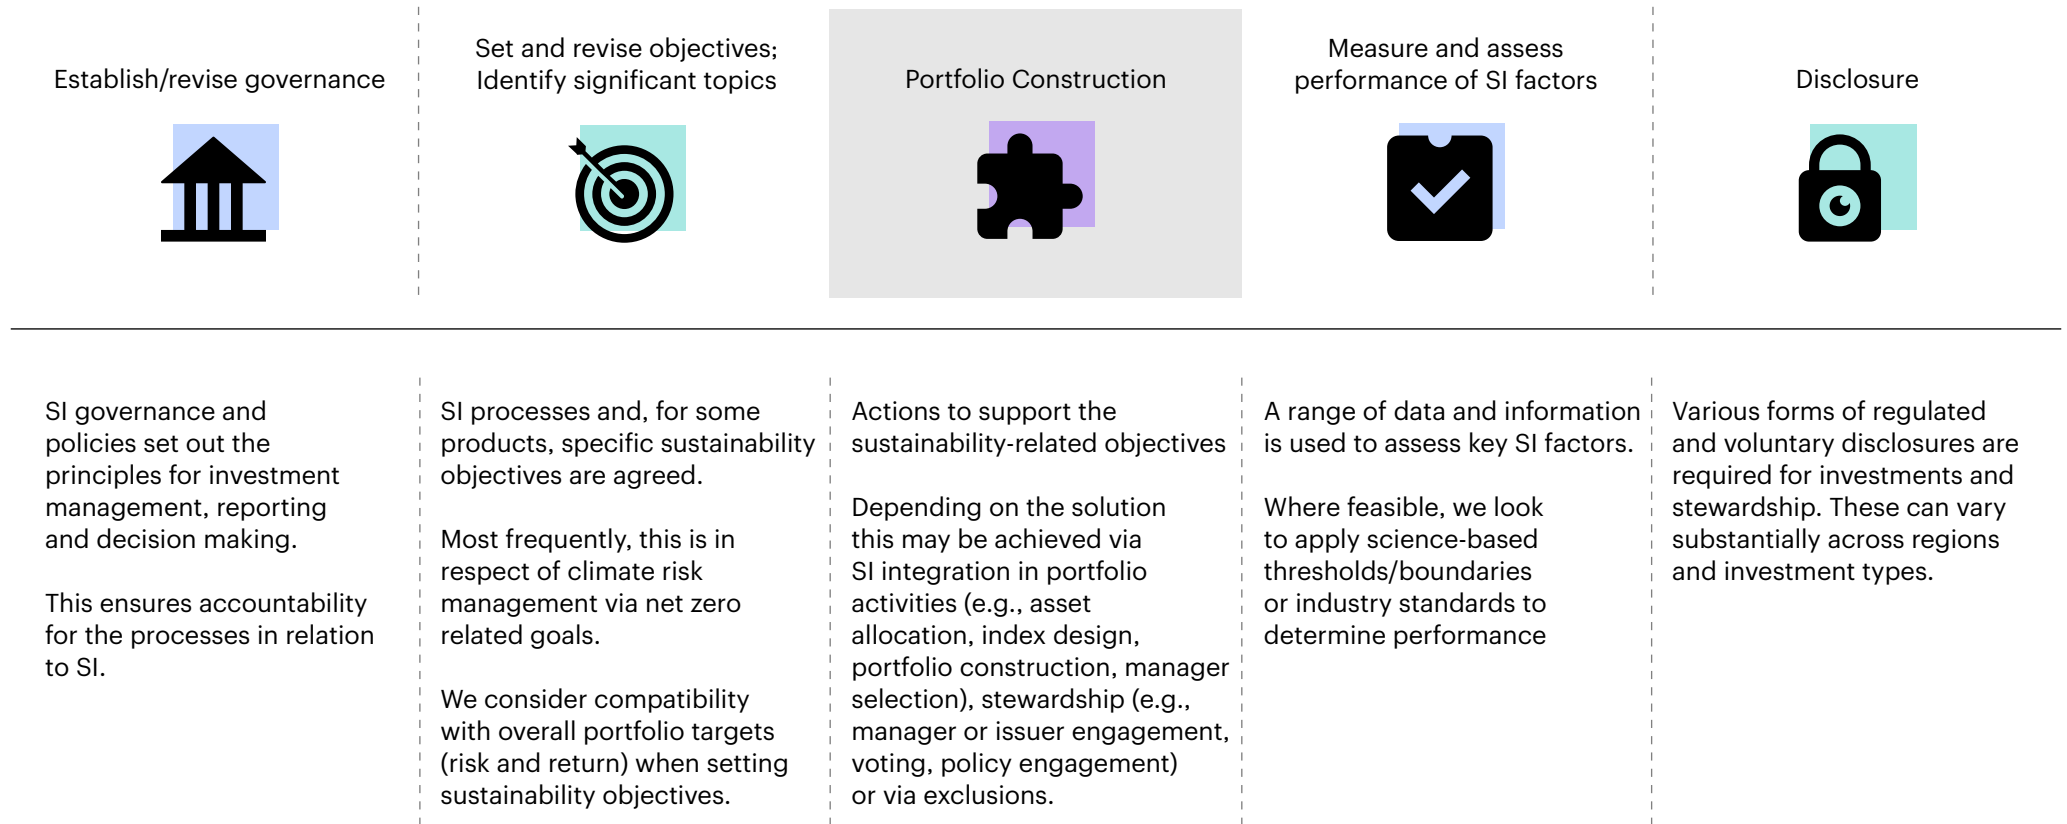 Establish/revise governance
Set and revise objectives;
Identify significant topics
Portfolio Construction
Measure and assess
performance of SI factors
Disclosure
SI governance and
policies set out the
principles for investment
management, reporting
and decision making.
This ensures accountability
for the processes in relation
to SI.
SI processes and, for some
products, specific sustainability
objectives are agreed.
Most frequently, this is in
respect of climate risk
management via net zero
related goals.
We consider compatibility
with overall portfolio targets
(risk and return) when setting
sustainability objectives.
Actions to support the
sustainability-related objectives
Depending on the solution
this may be achieved via
SI integration in portfolio
activities (e.g., asset
allocation, index design,
portfolio construction, manager
selection), stewardship (e.g.,
manager or issuer engagement,
voting, policy engagement)
or via exclusions.
A range of data and information
is used to assess key SI factors.
Where feasible, we look
to apply science-based
thresholds/boundaries
or industry standards to
determine performance
Various forms of regulated
and voluntary disclosures are
required for investments and
stewardship. These can vary
substantially across regions
and investment types.